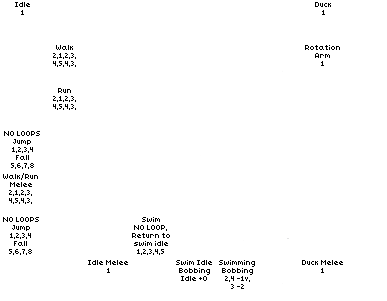 Idle
1
Duck
1
Walk
2,1,2,3,
4,5,4,3,
Rotation
Arm
1
Run
2,1,2,3,
4,5,4,3,
NO LOOPS
Jump
1,2,3,4
Fall
5,6,7,8
Walk/Run
Melee
2,1,2,3,
4,5,4,3,
NO LOOPS
Jump
1,2,3,4
Fall
5,6,7,8
Swim
NO LOOP,
Return to
swim idle
1,2,3,4,5
Idle Melee
1
Swim Idle
Bobbing
Idle +0
Swimming
Bobbing
2,4 -1v,
3 -2
Duck Melee
1